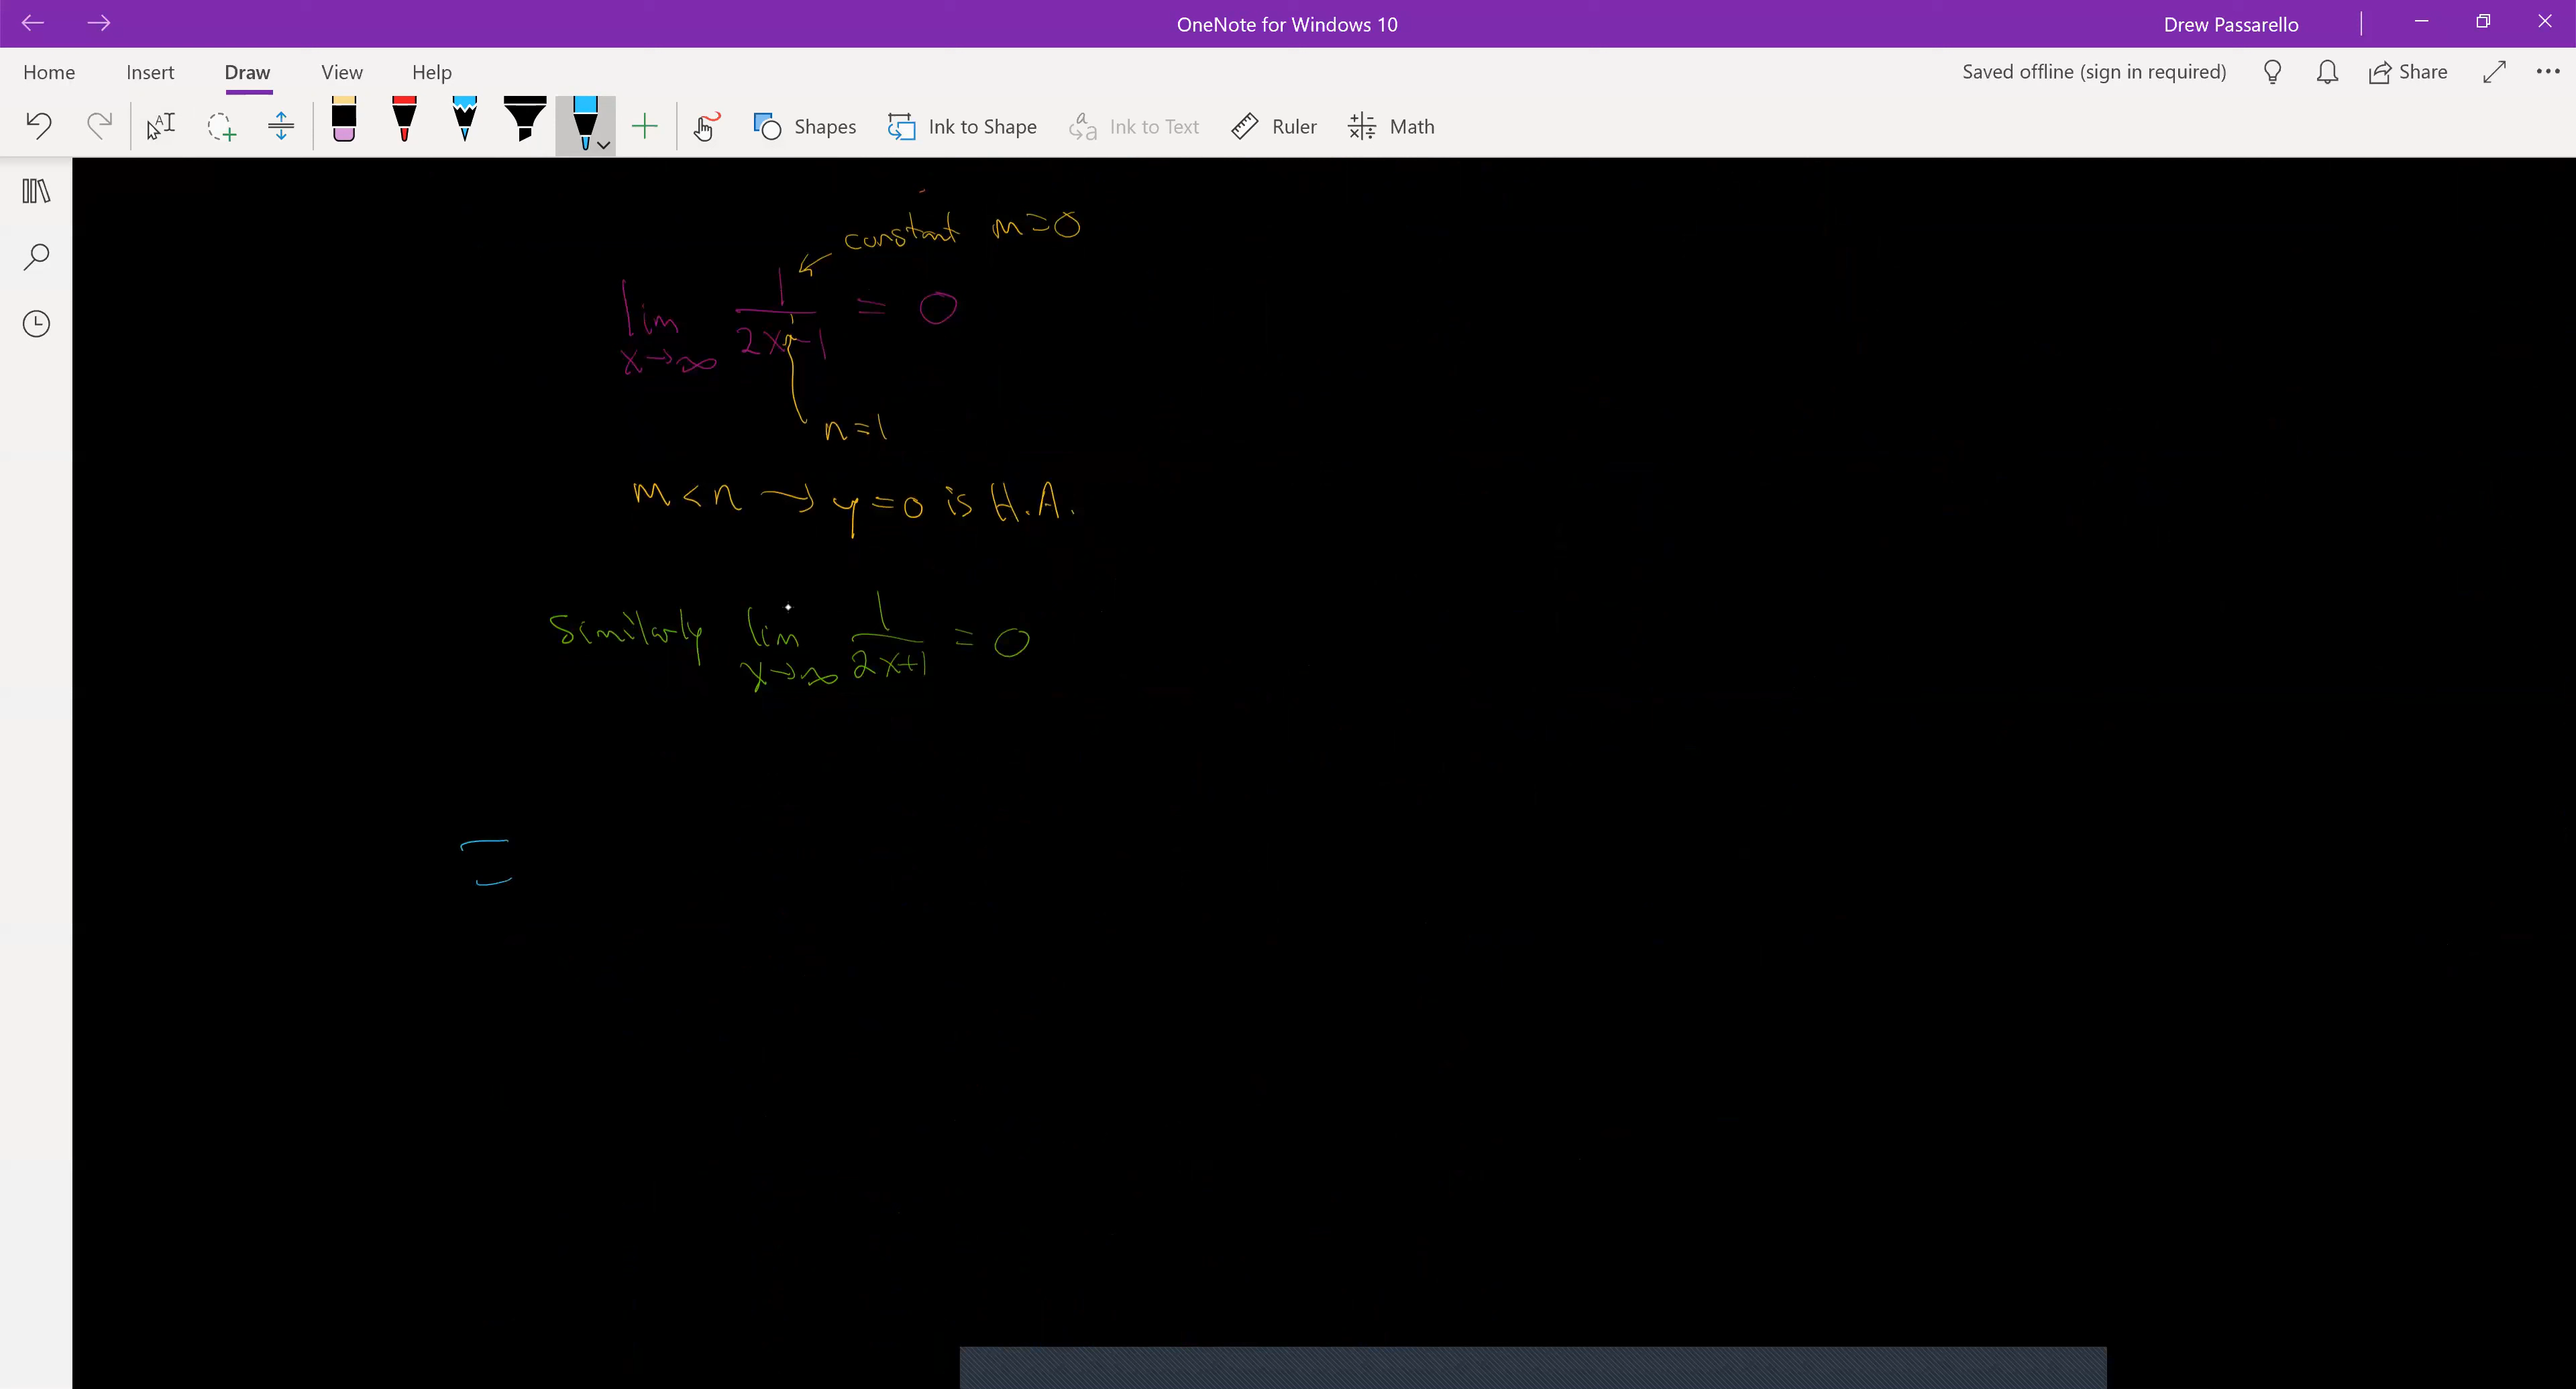 OneNote for Windows 10
Drew Passarello
Home Insert Draw View Help
Saved offline (sign in required) Share
Shapes Ink to Shape Ink to Text Ruler Math
constant m=0
lim x→∞ 1/(2x-1) = 0
n=1
m<n → y=0 is H.A.
Similarly lim x→∞ 1/(2x+1) = 0
=